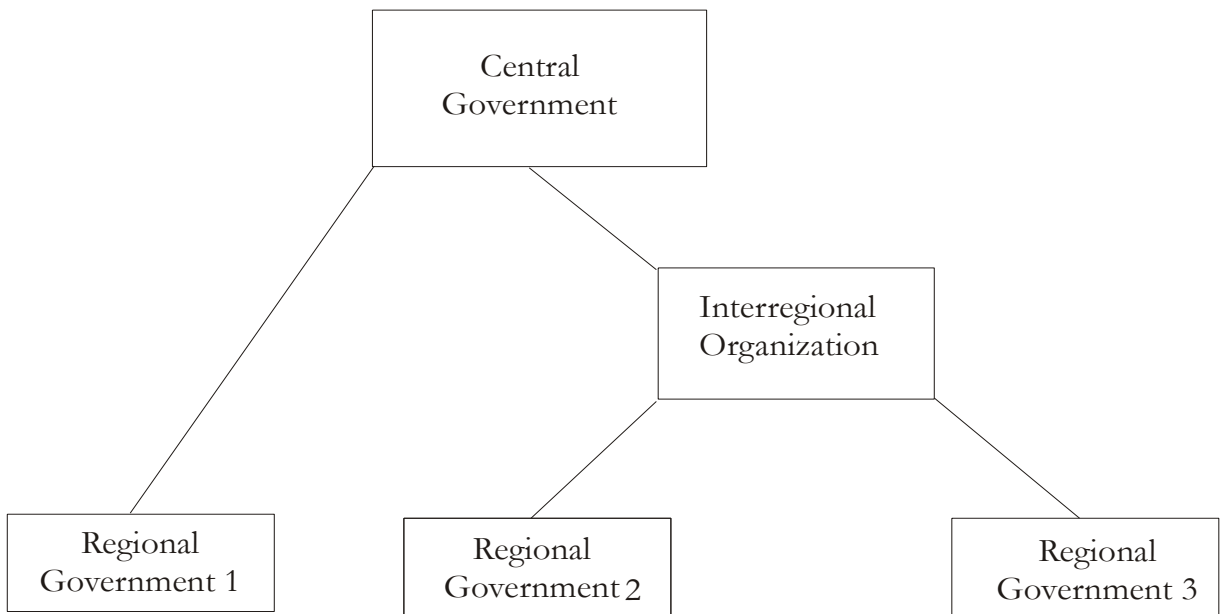 Central
Government
Interregional
Organization
Regional
Government 1
Regional
Government 2
Regional
Government 3